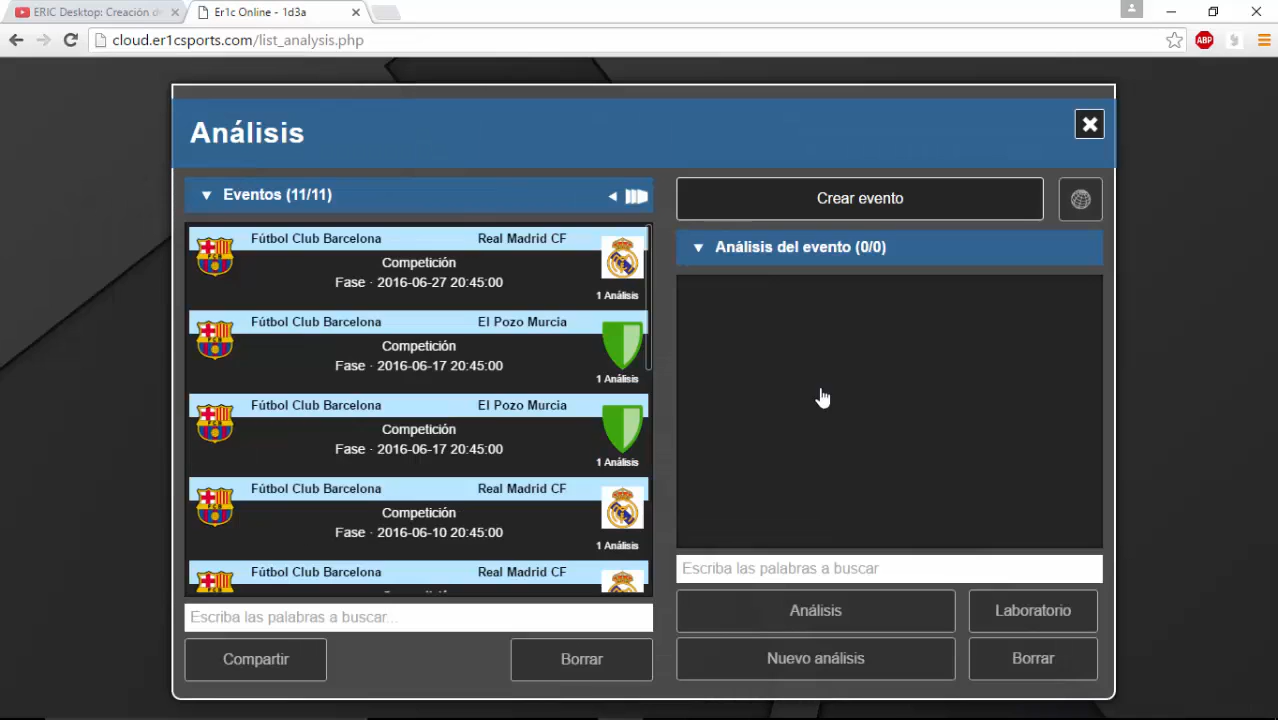 ERIC Desktop: Creación d
Er1c Online - 1d3a
cloud.er1csports.com/list_analysis.php
ABP
Análisis
Eventos (11/11)
Fútbol Club Barcelona Real Madrid CF
Competición
Fase · 2016-06-27 20:45:00
1 Análisis
Fútbol Club Barcelona El Pozo Murcia
Competición
Fase · 2016-06-17 20:45:00
1 Análisis
Fútbol Club Barcelona El Pozo Murcia
Competición
Fase · 2016-06-17 20:45:00
1 Análisis
Fútbol Club Barcelona Real Madrid CF
Competición
Fase · 2016-06-10 20:45:00
1 Análisis
Fútbol Club Barcelona Real Madrid CF
Escriba las palabras a buscar...
Compartir Borrar
Crear evento
Análisis del evento (0/0)
Escriba las palabras a buscar
Análisis Laboratorio
Nuevo análisis Borrar